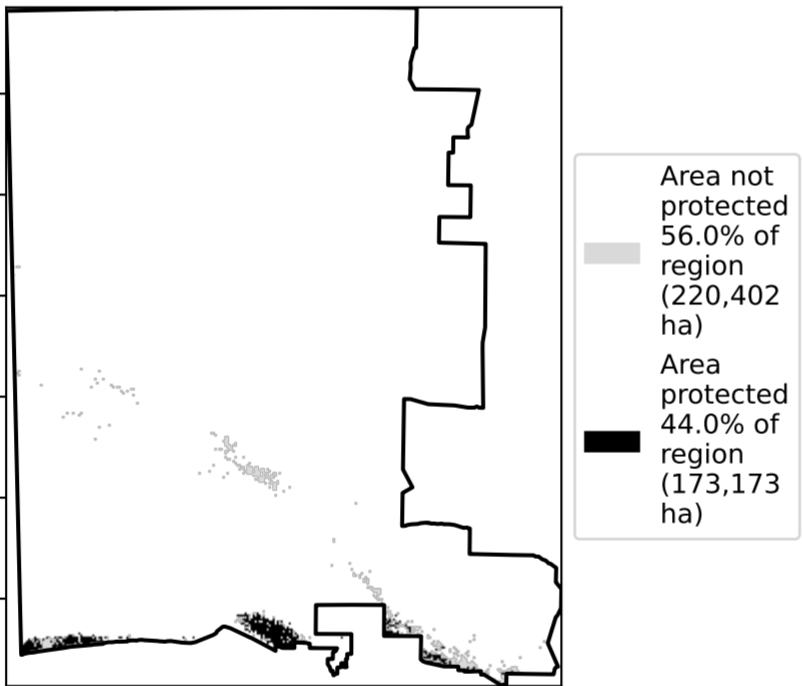 Area not
protected
56.0% of
region
(220,402
ha)
Area
protected
44.0% of
region
(173,173
ha)